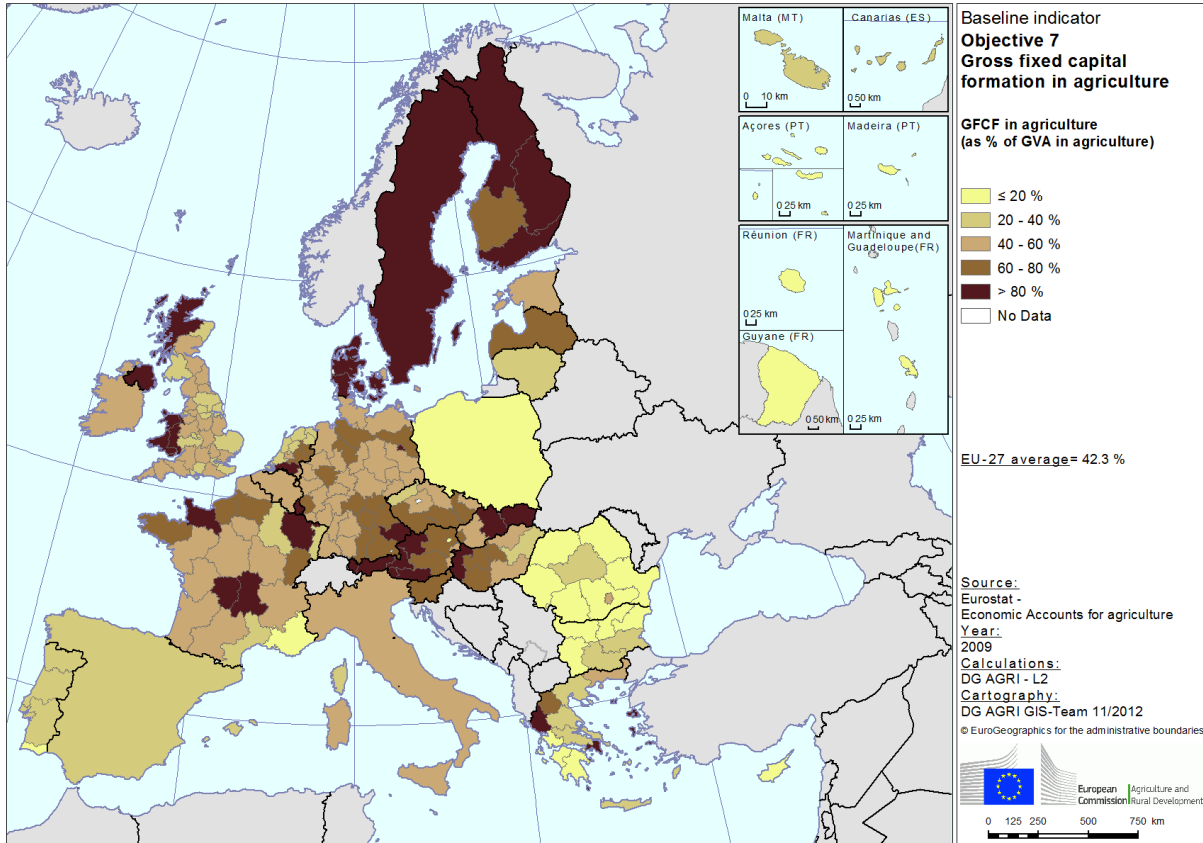 Malta (MT)
0 10 km
Canarias (ES)
0 50 km
Açores (PT)
0 25 km
Madeira (PT)
0 25 km
Réunion (FR)
0 25 km
Martinique and
Guadeloupe(FR)
0 25 km
Guyane (FR)
0 50 km
Baseline indicator
Objective 7
Gross fixed capital
formation in agriculture
GFCF in agriculture
(as % of GVA in agriculture)
≤ 20 %
20 - 40 %
40 - 60 %
60 - 80 %
> 80 %
No Data
EU-27 average= 42.3 %
Source:
Eurostat -
Economic Accounts for agriculture
Year:
2009
Calculations:
DG AGRI - L2
Cartography:
DG AGRI GIS-Team 11/2012
© EuroGeographics for the administrative boundaries
European
Commission
Agriculture and
Rural Development
0 125 250 500 750 km